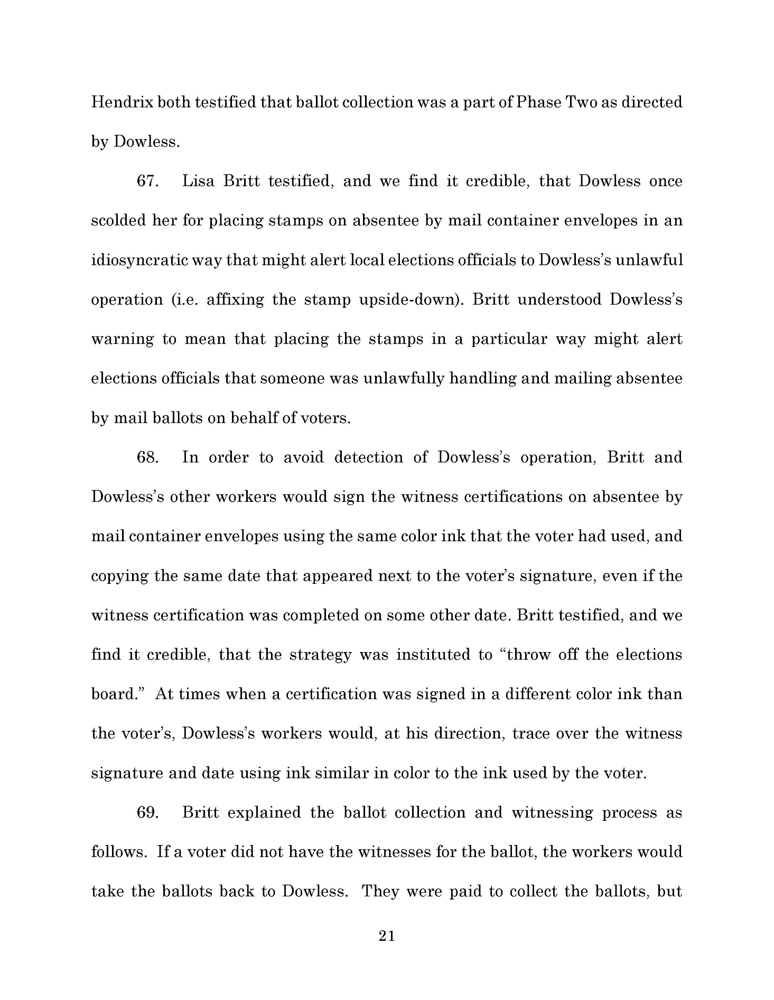 Hendrix both testified that ballot collection was a part of Phase Two as directed
by Dowless.
67. Lisa Britt testified, and we find it credible, that Dowless once
scolded her for placing stamps on absentee by mail container envelopes in an
idiosyncratic way that might alert local elections officials to Dowless’s unlawful
operation (i.e. affixing the stamp upside-down). Britt understood Dowless’s
warning to mean that placing the stamps in a particular way might alert
elections officials that someone was unlawfully handling and mailing absentee
by mail ballots on behalf of voters.
68. In order to avoid detection of Dowless’s operation, Britt and
Dowless’s other workers would sign the witness certifications on absentee by
mail container envelopes using the same color ink that the voter had used, and
copying the same date that appeared next to the voter’s signature, even if the
witness certification was completed on some other date. Britt testified, and we
find it credible, that the strategy was instituted to “throw off the elections
board.” At times when a certification was signed in a different color ink than
the voter’s, Dowless’s workers would, at his direction, trace over the witness
signature and date using ink similar in color to the ink used by the voter.
69. Britt explained the ballot collection and witnessing process as
follows. If a voter did not have the witnesses for the ballot, the workers would
take the ballots back to Dowless. They were paid to collect the ballots, but
21